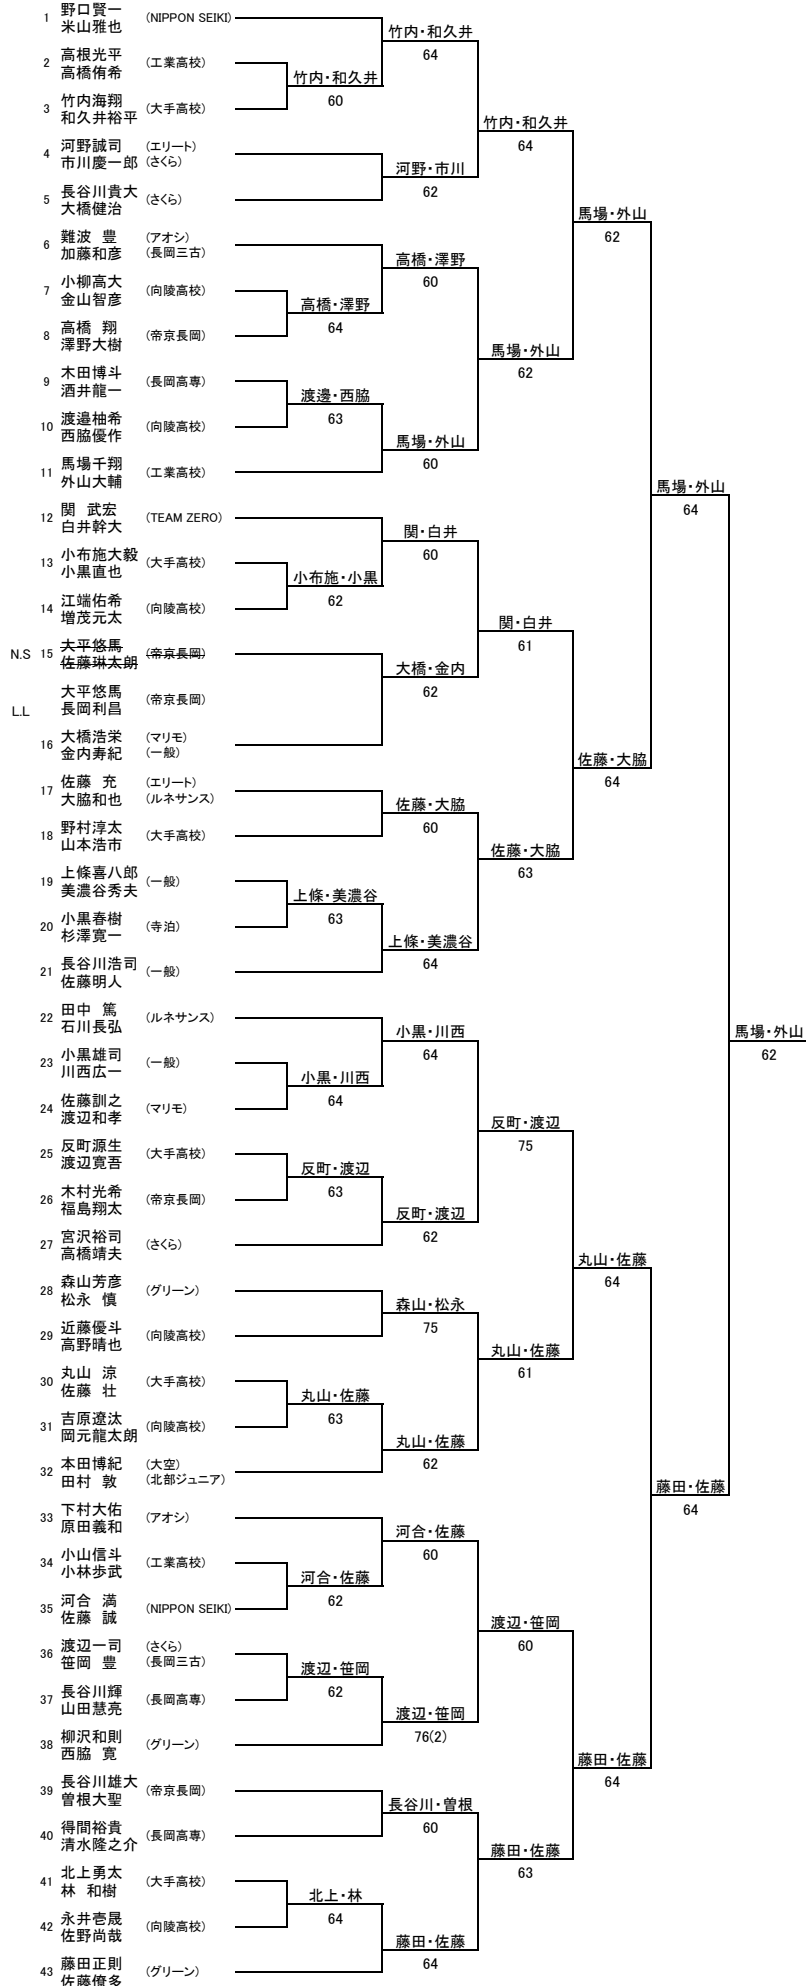 1 野口賢一 (NIPPON SEIKI)
米山雅也
竹内・和久井
64
2 高根光平 (工業高校)
高橋侑希
竹内・和久井
60
3 竹内海翔 (大手高校)
和久井裕平
竹内・和久井
64
4 河野誠司 (エリート)
市川慶一郎 (さくら)
河野・市川
62
5 長谷川貴大 (さくら)
大橋健治
馬場・外山
62
6 難波 豊 (アオシ)
加藤和彦 (長岡三古)
高橋・澤野
60
7 小柳高大 (向陵高校)
金山智彦
高橋・澤野
64
8 高橋 翔 (帝京長岡)
澤野大樹
馬場・外山
62
9 木田博斗 (長岡高専)
酒井龍一
渡邊・西脇
63
10 渡邉柚希 (向陵高校)
西脇優作
馬場・外山
60
11 馬場千翔 (工業高校)
外山大輔
馬場・外山
64
12 関 武宏 (TEAM ZERO)
白井幹大
関・白井
60
13 小布施大毅 (大手高校)
小黒直也
小布施・小黒
62
14 江端佑希 (向陵高校)
増茂元太
関・白井
61
N.S 15 大平悠馬 (帝京長岡)
佐藤琳太朗
大橋・金内
62
L.L 大平悠馬 (帝京長岡)
長岡利昌
16 大橋浩栄 (マリモ)
金内寿紀 (一般)
佐藤・大脇
64
17 佐藤 充 (エリート)
大脇和也 (ルネサンス)
佐藤・大脇
60
18 野村淳太 (大手高校)
山本浩市
佐藤・大脇
63
19 上條喜八郎 (一般)
美濃谷秀夫
上條・美濃谷
63
20 小黒春樹 (寺泊)
杉澤寛一
上條・美濃谷
64
21 長谷川浩司 (一般)
佐藤明人
22 田中 篤 (ルネサンス)
石川長弘
小黒・川西
64
馬場・外山
62
23 小黒雄司 (一般)
川西広一
小黒・川西
64
24 佐藤訓之 (マリモ)
渡辺和孝
反町・渡辺
75
25 反町源生 (大手高校)
渡辺寛吾
反町・渡辺
63
26 木村光希 (帝京長岡)
福島翔太
反町・渡辺
62
27 宮沢裕司 (さくら)
高橋靖夫
丸山・佐藤
64
28 森山芳彦 (グリーン)
松永 慎
森山・松永
75
29 近藤優斗 (向陵高校)
高野晴也
丸山・佐藤
61
30 丸山 涼 (大手高校)
佐藤 壮
丸山・佐藤
63
31 吉原遼汰 (向陵高校)
岡元龍太朗
丸山・佐藤
62
32 本田博紀 (大空)
田村 敦 (北部ジュニア)
藤田・佐藤
64
33 下村大佑 (アオシ)
原田義和
河合・佐藤
60
34 小山信斗 (工業高校)
小林歩武
河合・佐藤
62
35 河合 満 (NIPPON SEIKI)
佐藤 誠
渡辺・笹岡
60
36 渡辺一司 (さくら)
笹岡 豊 (長岡三古)
渡辺・笹岡
62
37 長谷川輝 (長岡高専)
山田慧亮
渡辺・笹岡
76(2)
38 柳沢和則 (グリーン)
西脇 寛
藤田・佐藤
64
39 長谷川雄大 (帝京長岡)
曽根大聖
長谷川・曽根
60
40 得間裕貴 (長岡高専)
清水隆之介
藤田・佐藤
63
41 北上勇太 (大手高校)
林 和樹
北上・林
64
42 永井壱晟 (向陵高校)
佐野尚哉
藤田・佐藤
64
43 藤田正則 (グリーン)
佐藤僚多